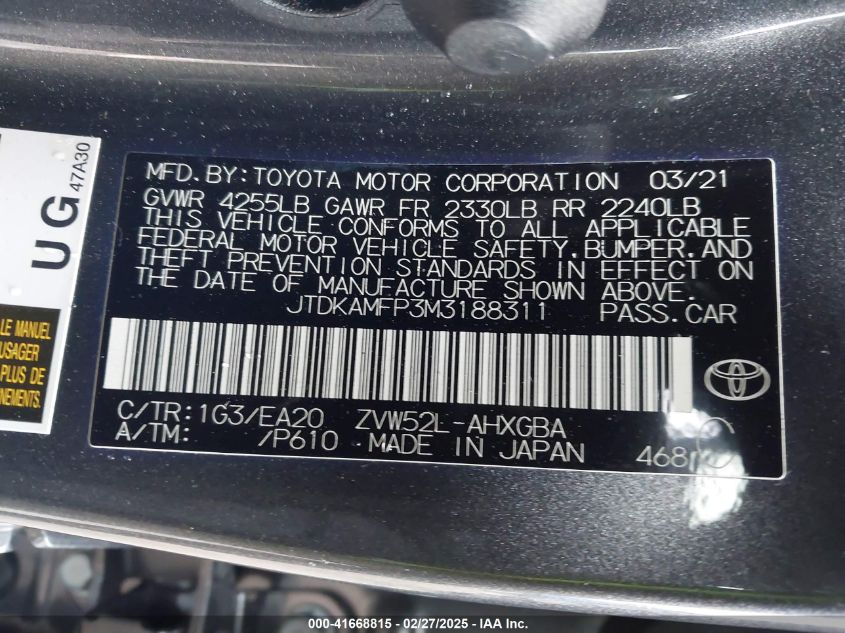 UG
47A30
LE MANUEL
USAGER
PLUS DE
NEMENTS.
MFD.BY:TOYOTA MOTOR CORPORATION 03/21
GVWR 4255LB GAWR FR 2330LB RR 2240LB
THIS VEHICLE CONFORMS TO ALL APPLICABLE
FEDERAL MOTOR VEHICLE SAFETY,BUMPER,AND
THEFT PREVENTION STANDARDS IN EFFECT ON
THE DATE OF MANUFACTURE SHOWN ABOVE.
JTDKAMFP3M3188311 PASS.CAR
C/TR:1G3/EA20 ZVW52L-AHXGBA
A/TM: /P610 MADE IN JAPAN 468
000-41668815 - 02/27/2025 - IAA Inc.